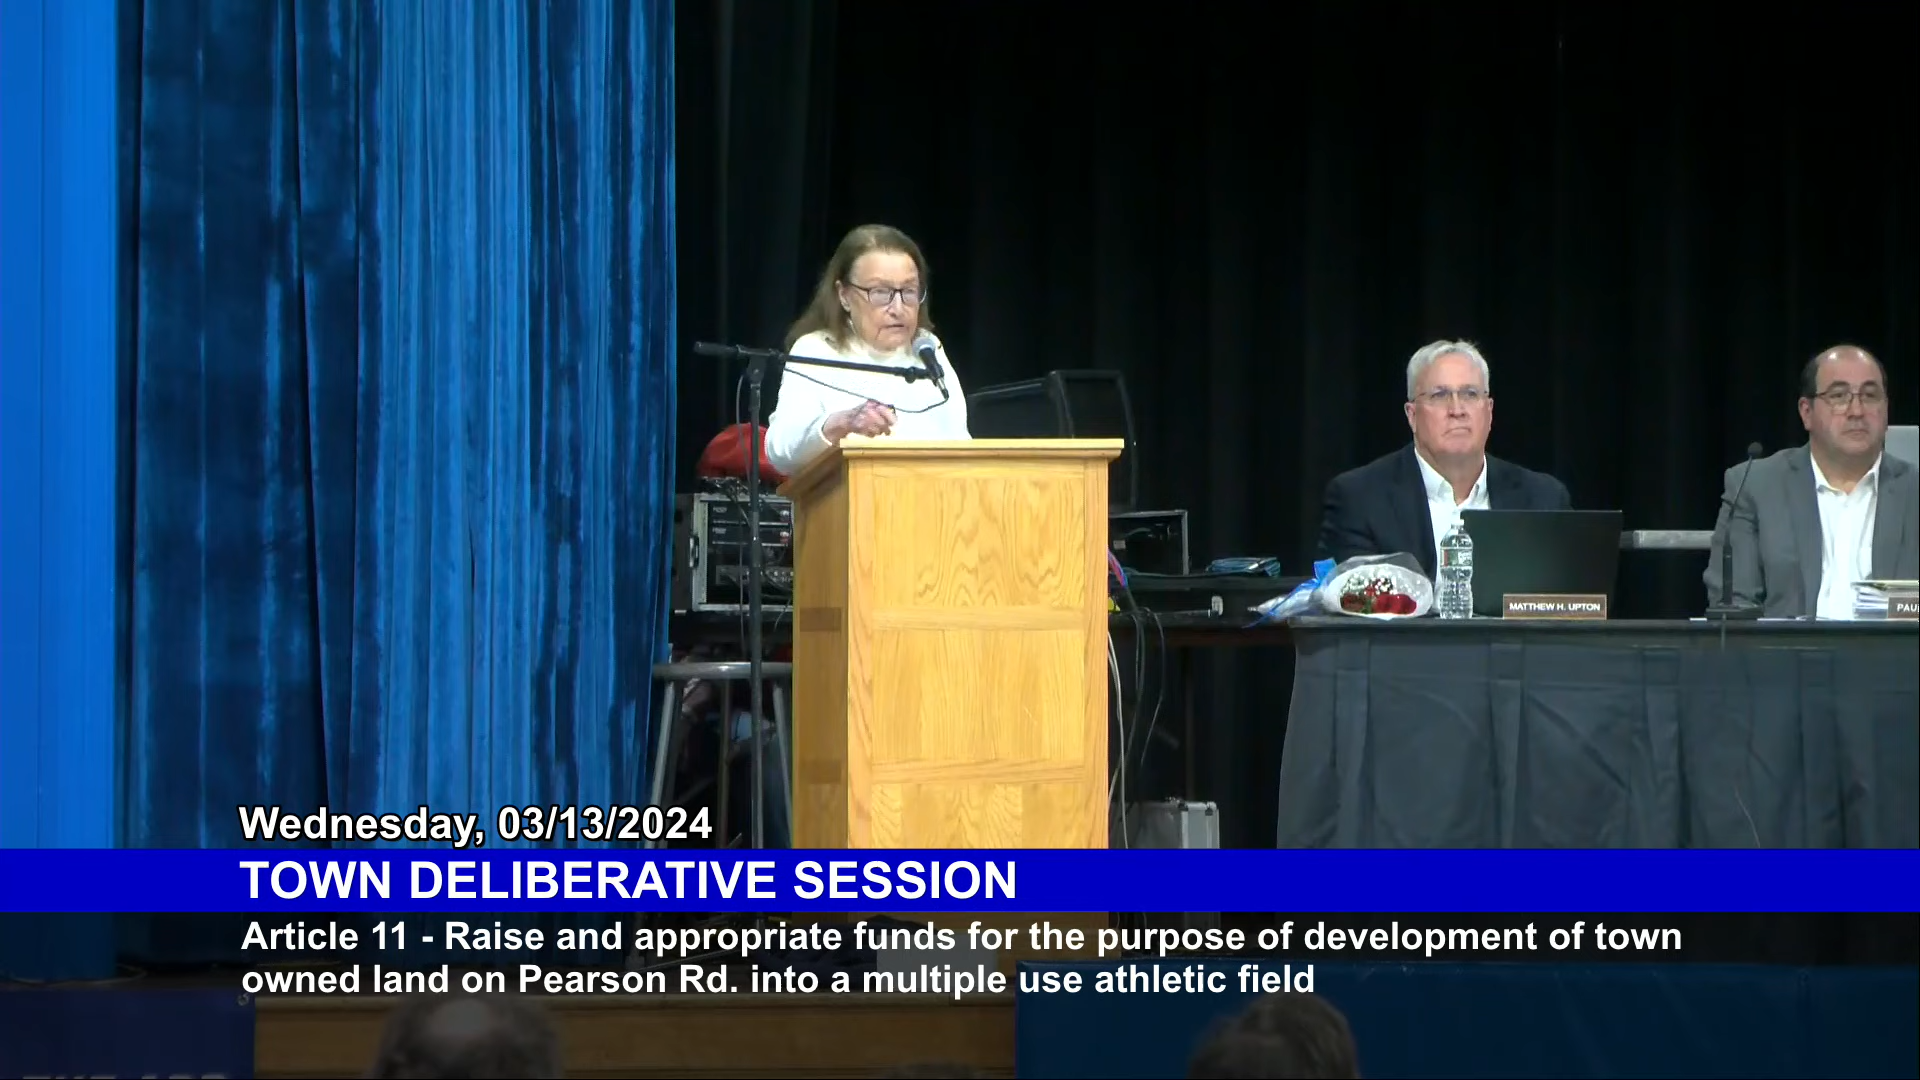 MATTHEW H. UPTON
PAU
Wednesday, 03/13/2024
TOWN DELIBERATIVE SESSION
Article 11 - Raise and appropriate funds for the purpose of development of town
owned land on Pearson Rd. into a multiple use athletic field